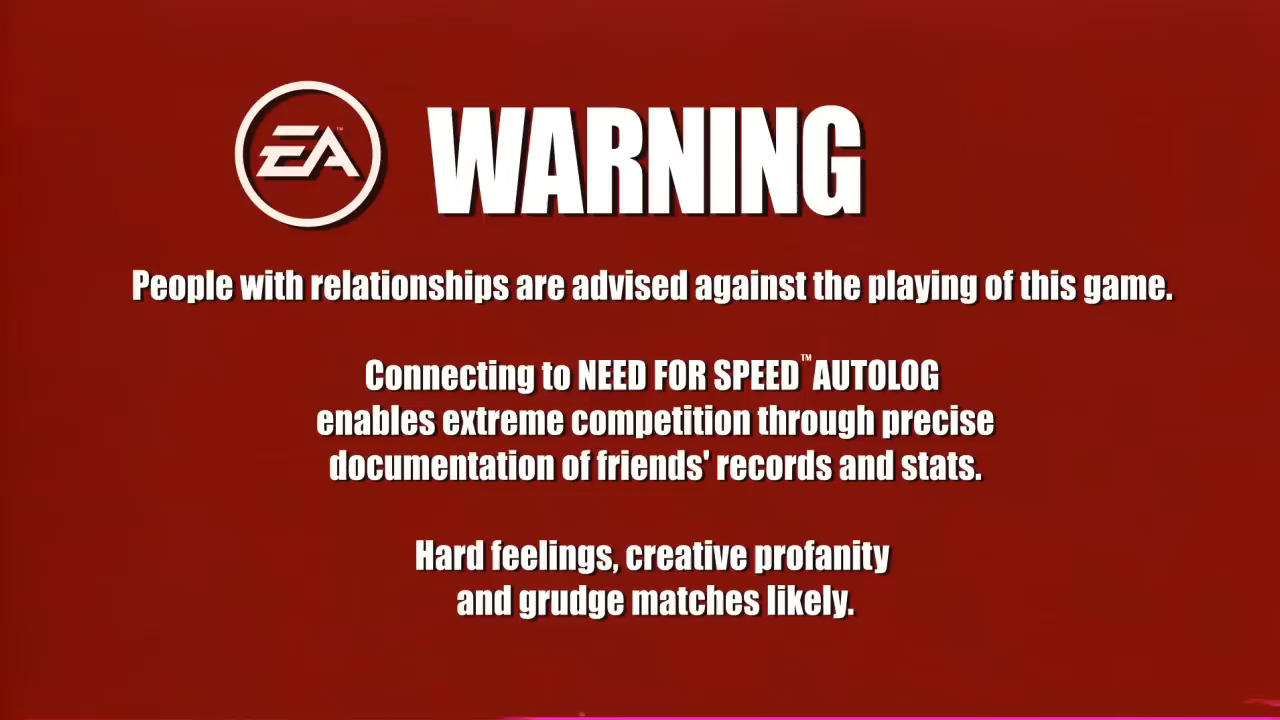 EA™ WARNING
People with relationships are advised against the playing of this game.
Connecting to NEED FOR SPEED™ AUTOLOG
enables extreme competition through precise
documentation of friends' records and stats.
Hard feelings, creative profanity
and grudge matches likely.